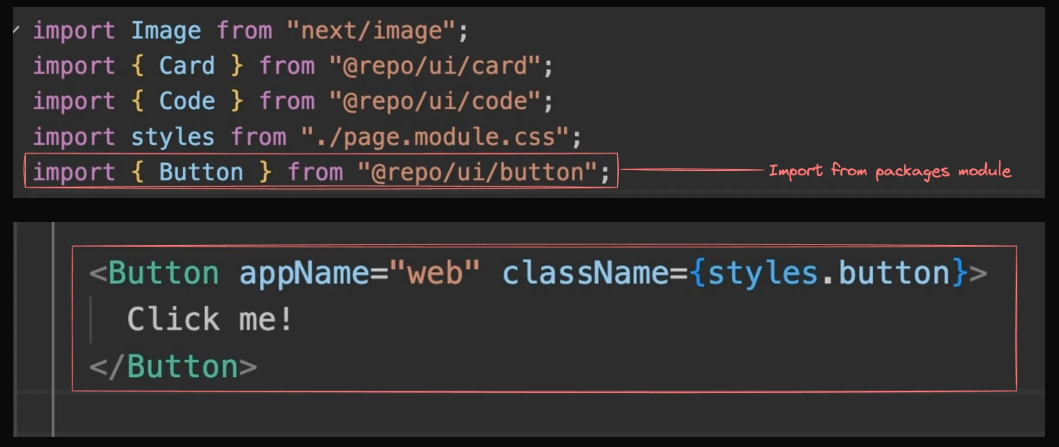 import Image from "next/image";
import { Card } from "@repo/ui/card";
import { Code } from "@repo/ui/code";
import styles from "./page.module.css";
import { Button } from "@repo/ui/button";
Import from packages module
<Button appName="web" className={styles.button}>
Click me!
</Button>